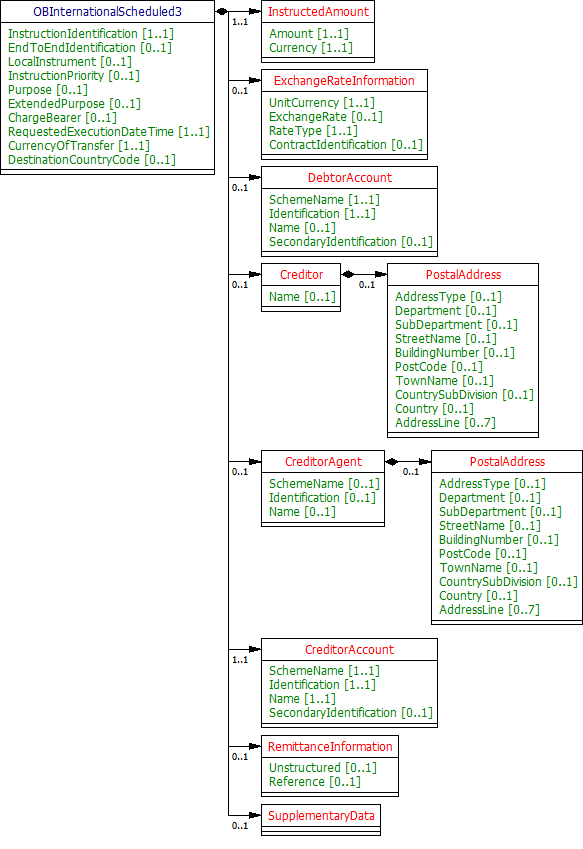 OBInternationalScheduled3
InstructionIdentification [1..1]
EndToEndIdentification [0..1]
LocalInstrument [0..1]
InstructionPriority [0..1]
Purpose [0..1]
ExtendedPurpose [0..1]
ChargeBearer [0..1]
RequestedExecutionDateTime [1..1]
CurrencyOfTransfer [1..1]
DestinationCountryCode [0..1]
1..1
InstructedAmount
Amount [1..1]
Currency [1..1]
0..1
ExchangeRateInformation
UnitCurrency [1..1]
ExchangeRate [0..1]
RateType [1..1]
ContractIdentification [0..1]
0..1
DebtorAccount
SchemeName [1..1]
Identification [1..1]
Name [0..1]
SecondaryIdentification [0..1]
0..1
Creditor
Name [0..1]
0..1
PostalAddress
AddressType [0..1]
Department [0..1]
SubDepartment [0..1]
StreetName [0..1]
BuildingNumber [0..1]
PostCode [0..1]
TownName [0..1]
CountrySubDivision [0..1]
Country [0..1]
AddressLine [0..7]
0..1
CreditorAgent
SchemeName [0..1]
Identification [0..1]
Name [0..1]
0..1
PostalAddress
AddressType [0..1]
Department [0..1]
SubDepartment [0..1]
StreetName [0..1]
BuildingNumber [0..1]
PostCode [0..1]
TownName [0..1]
CountrySubDivision [0..1]
Country [0..1]
AddressLine [0..7]
1..1
CreditorAccount
SchemeName [1..1]
Identification [1..1]
Name [1..1]
SecondaryIdentification [0..1]
0..1
RemittanceInformation
Unstructured [0..1]
Reference [0..1]
0..1
SupplementaryData